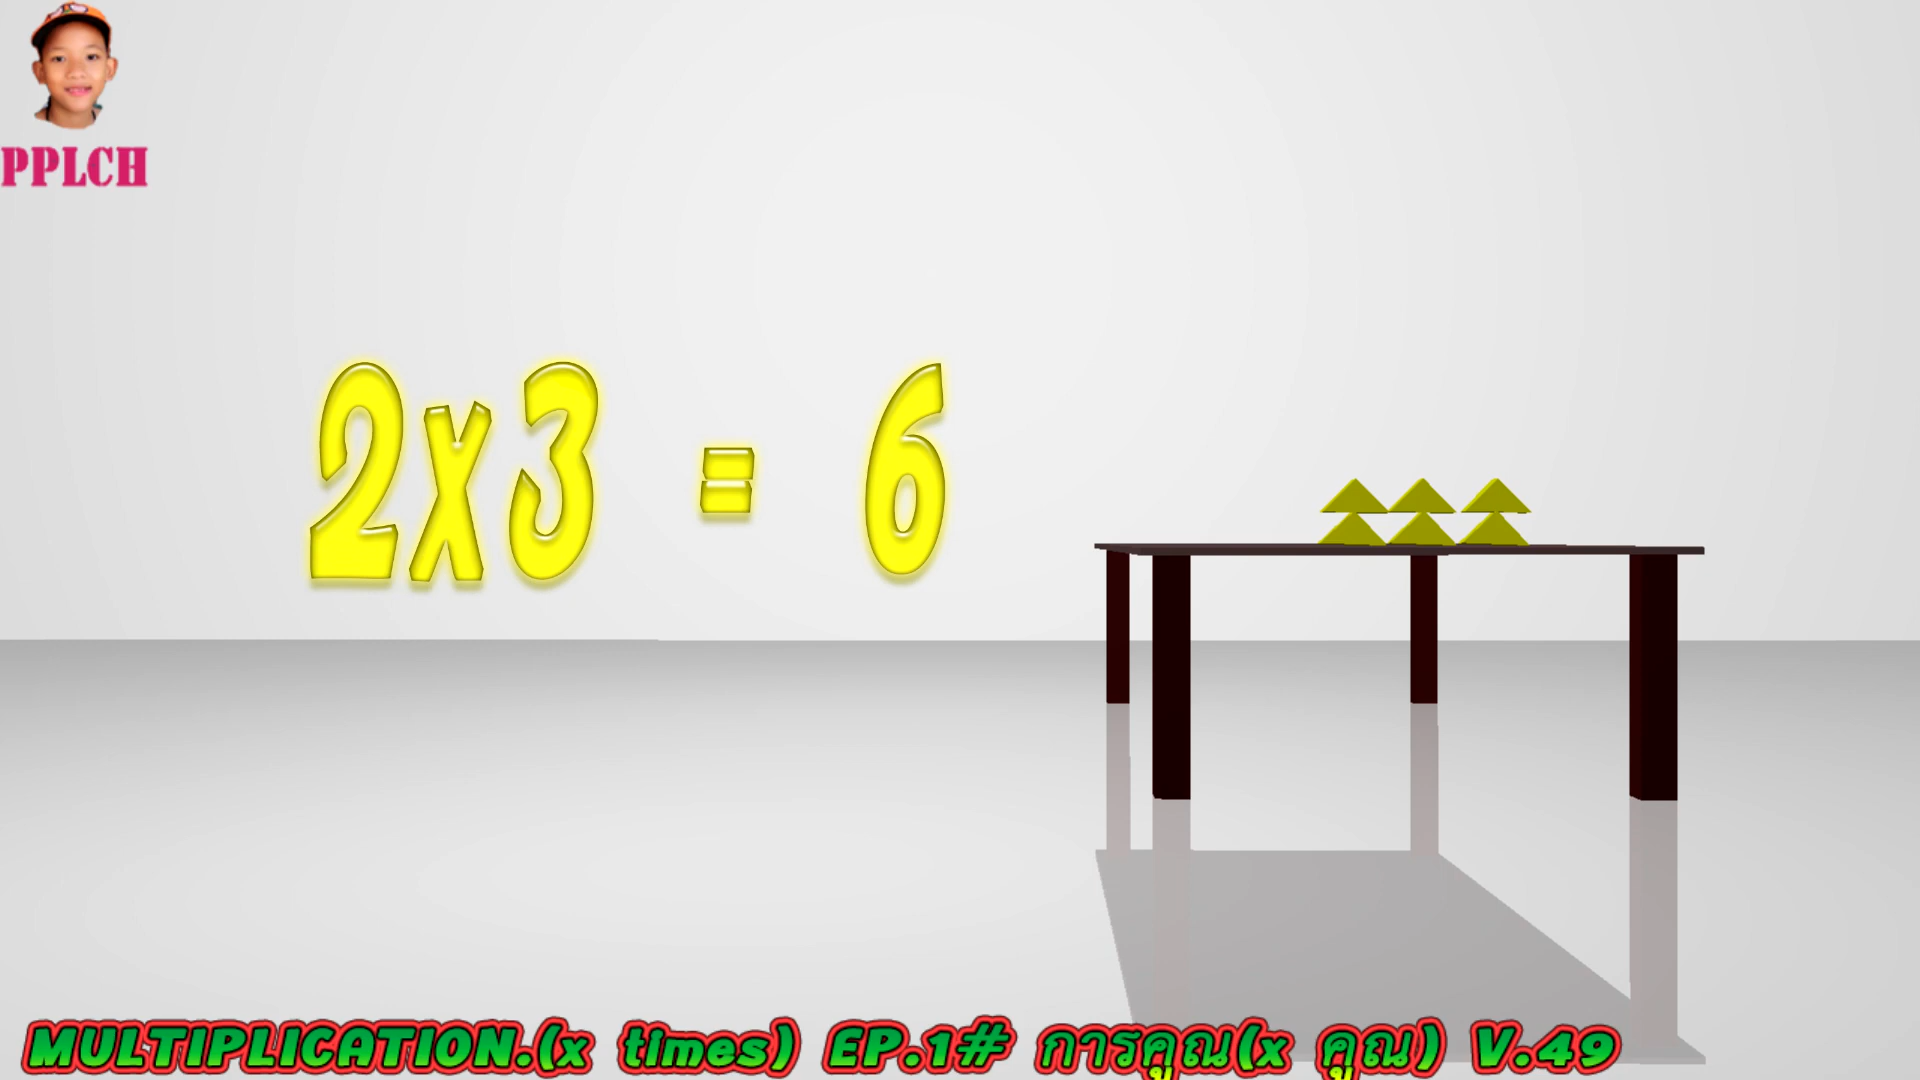 PPLCH
2x3 = 6
MULTIPLICATION.(x times) EP.1# การคูณ(x คูณ) V.49